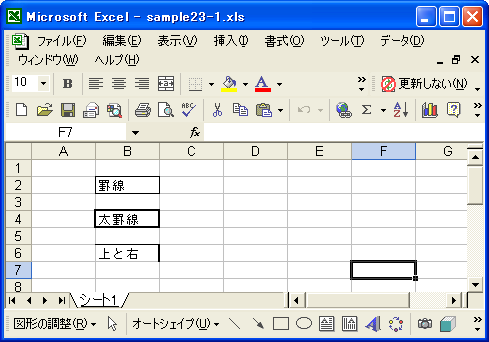 Microsoft Excel - sample23-1.xls
ファイル(F) 編集(E) 表示(V) 挿入(I) 書式(O) ツール(T) データ(D)
ウィンドウ(W) ヘルプ(H)
10 B A 更新しない(N)
ABC Σ A Z ?
F7 fx
A B C D E F G
1
2 罫線
3
4 太罫線
5
6 上と右
7
8
シート1
図形の調整(R) オートシェイプ(U) A